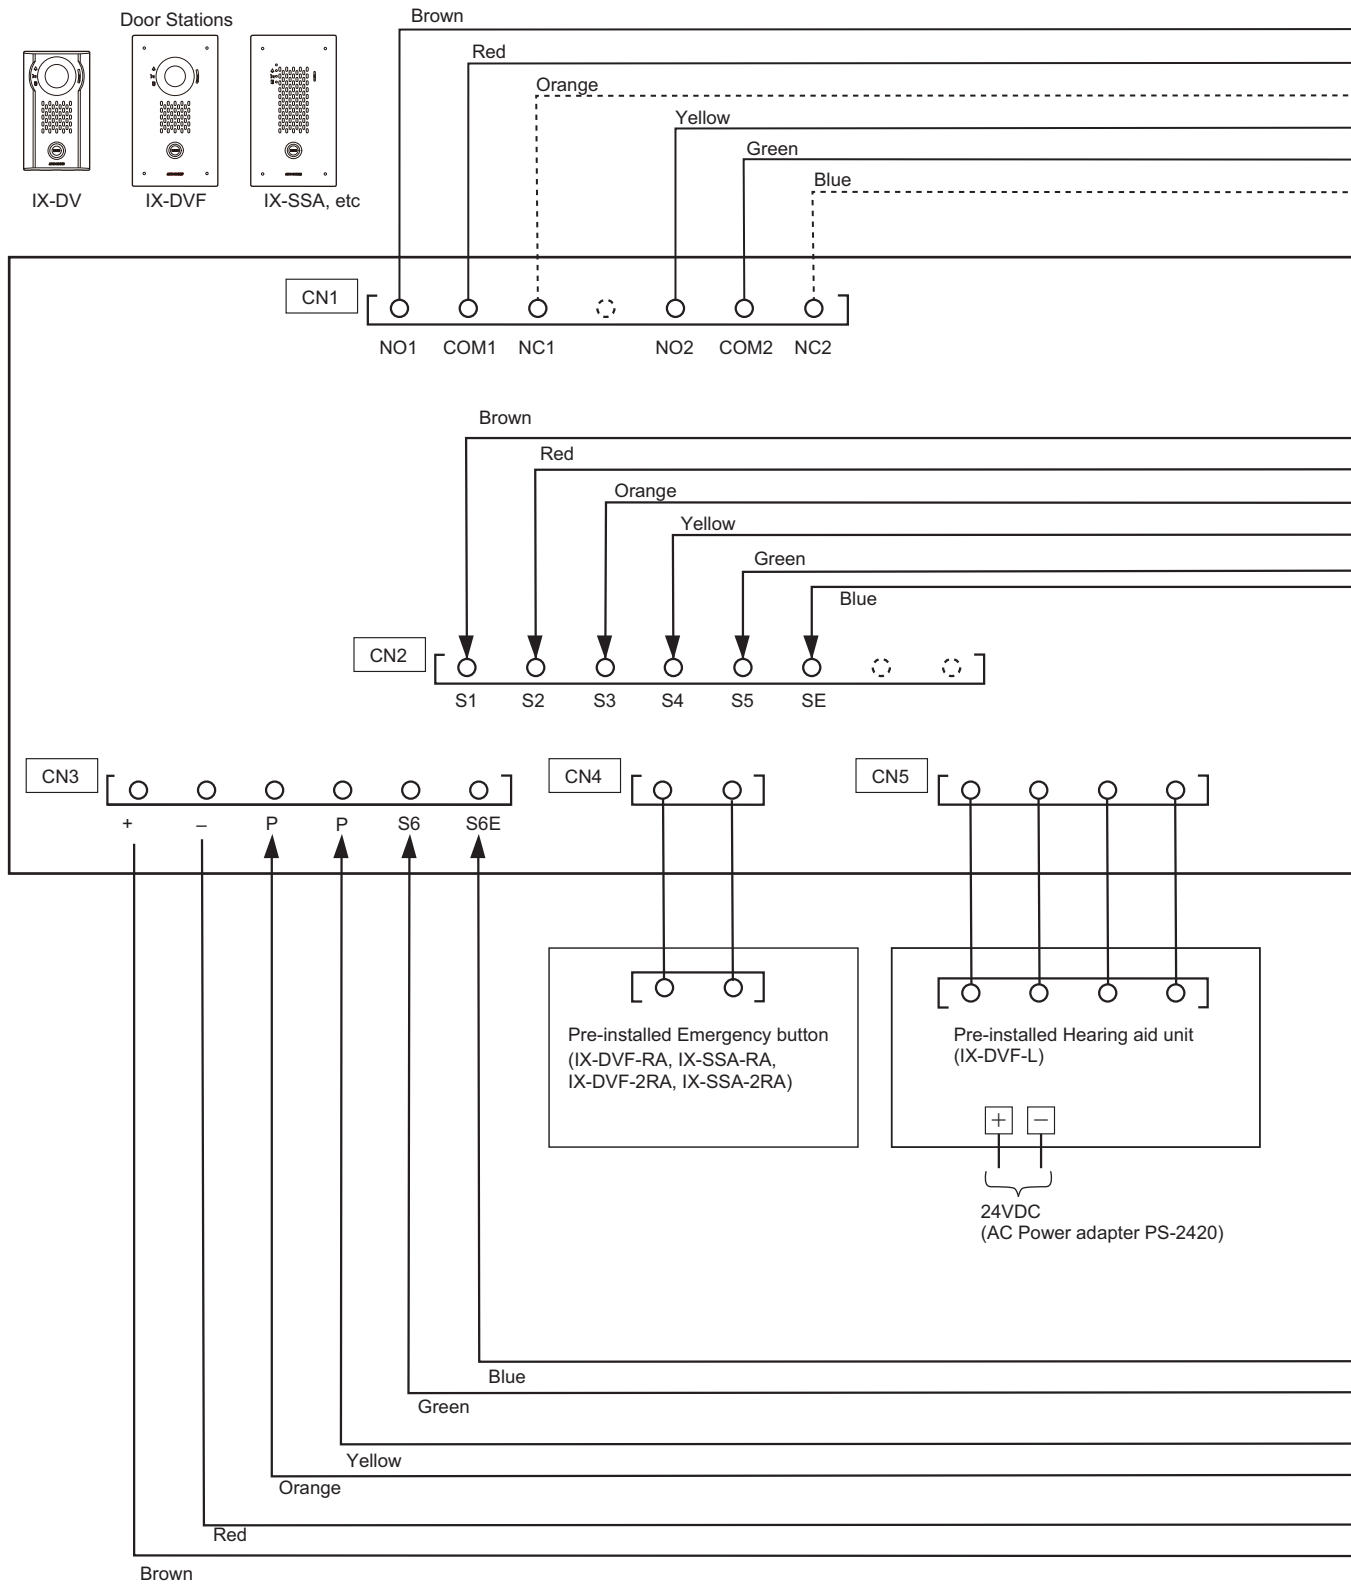 Door Stations
IX-DV
IX-DVF
IX-SSA, etc
Brown
Red
Orange
Yellow
Green
Blue
CN1
NO1 COM1 NC1 NO2 COM2 NC2
Brown
Red
Orange
Yellow
Green
Blue
CN2
S1 S2 S3 S4 S5 SE
CN3
+ – P P S6 S6E
CN4
CN5
Pre-installed Emergency button
(IX-DVF-RA, IX-SSA-RA,
IX-DVF-2RA, IX-SSA-2RA)
Pre-installed Hearing aid unit
(IX-DVF-L)
+ –
24VDC
(AC Power adapter PS-2420)
Blue
Green
Yellow
Orange
Red
Brown